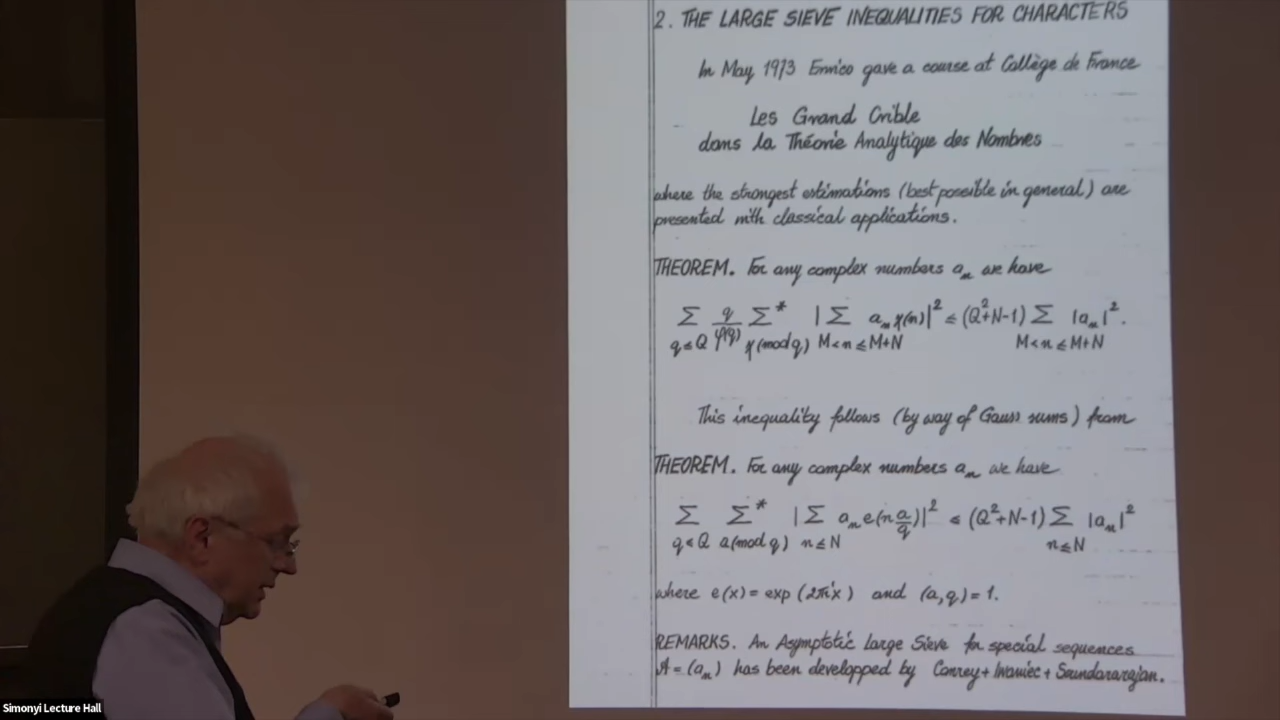 2. THE LARGE SIEVE INEQUALITIES FOR CHARACTERS
In May 1973 Enrico gave a course at Collège de France
Les Grand Crible
dans la Théorie Analytique des Nombres
where the strongest estimations (best possible in general) are
presented with classical applications.
THEOREM. For any complex numbers aₙ we have
∑ q/φ(q) ∑* |∑ aₙ χ(n)|² ≤ (Q²+N-1) ∑ |aₙ|².
q≤Q χ(mod q) M<n≤M+N M<n≤M+N
This inequality follows (by way of Gauss sums) from
THEOREM. For any complex numbers aₙ we have
∑ ∑* |∑ aₙ e(n a/q)|² ≤ (Q²+N-1) ∑ |aₙ|²
q≤Q a(mod q) n≤N n≤N
where e(x) = exp(2πix) and (a,q)=1.
REMARKS. An Asymptotic Large Sieve for special sequences
A=(aₙ) has been developped by Conrey+Iwaniec+Soundararajan.
Simonyi Lecture Hall